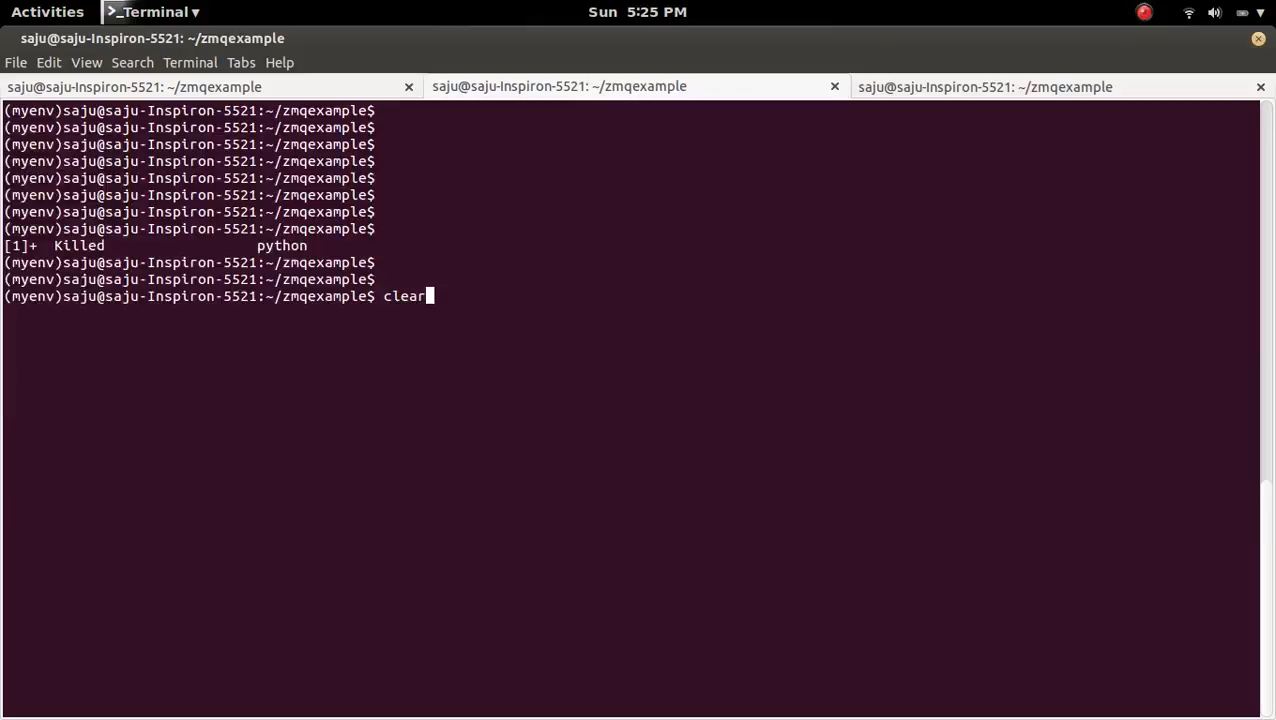 Activities >_Terminal ▾ Sun 5:25 PM
saju@saju-Inspiron-5521: ~/zmqexample
File Edit View Search Terminal Tabs Help
saju@saju-Inspiron-5521: ~/zmqexample × saju@saju-Inspiron-5521: ~/zmqexample × saju@saju-Inspiron-5521: ~/zmqexample ×
(myenv)saju@saju-Inspiron-5521:~/zmqexample$
(myenv)saju@saju-Inspiron-5521:~/zmqexample$
(myenv)saju@saju-Inspiron-5521:~/zmqexample$
(myenv)saju@saju-Inspiron-5521:~/zmqexample$
(myenv)saju@saju-Inspiron-5521:~/zmqexample$
(myenv)saju@saju-Inspiron-5521:~/zmqexample$
(myenv)saju@saju-Inspiron-5521:~/zmqexample$
(myenv)saju@saju-Inspiron-5521:~/zmqexample$
[1]+  Killed                  python
(myenv)saju@saju-Inspiron-5521:~/zmqexample$
(myenv)saju@saju-Inspiron-5521:~/zmqexample$
(myenv)saju@saju-Inspiron-5521:~/zmqexample$ clear